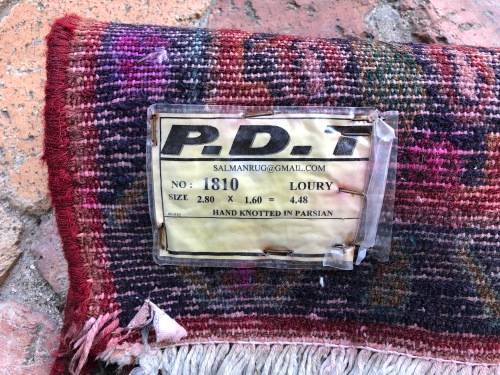 P.D.
SALMANRUG@GMAIL.COM
NO: 1810 LOURY
SIZE 2.80 X 1.60 = 4.48
HAND KNOTTED IN PARSIAN